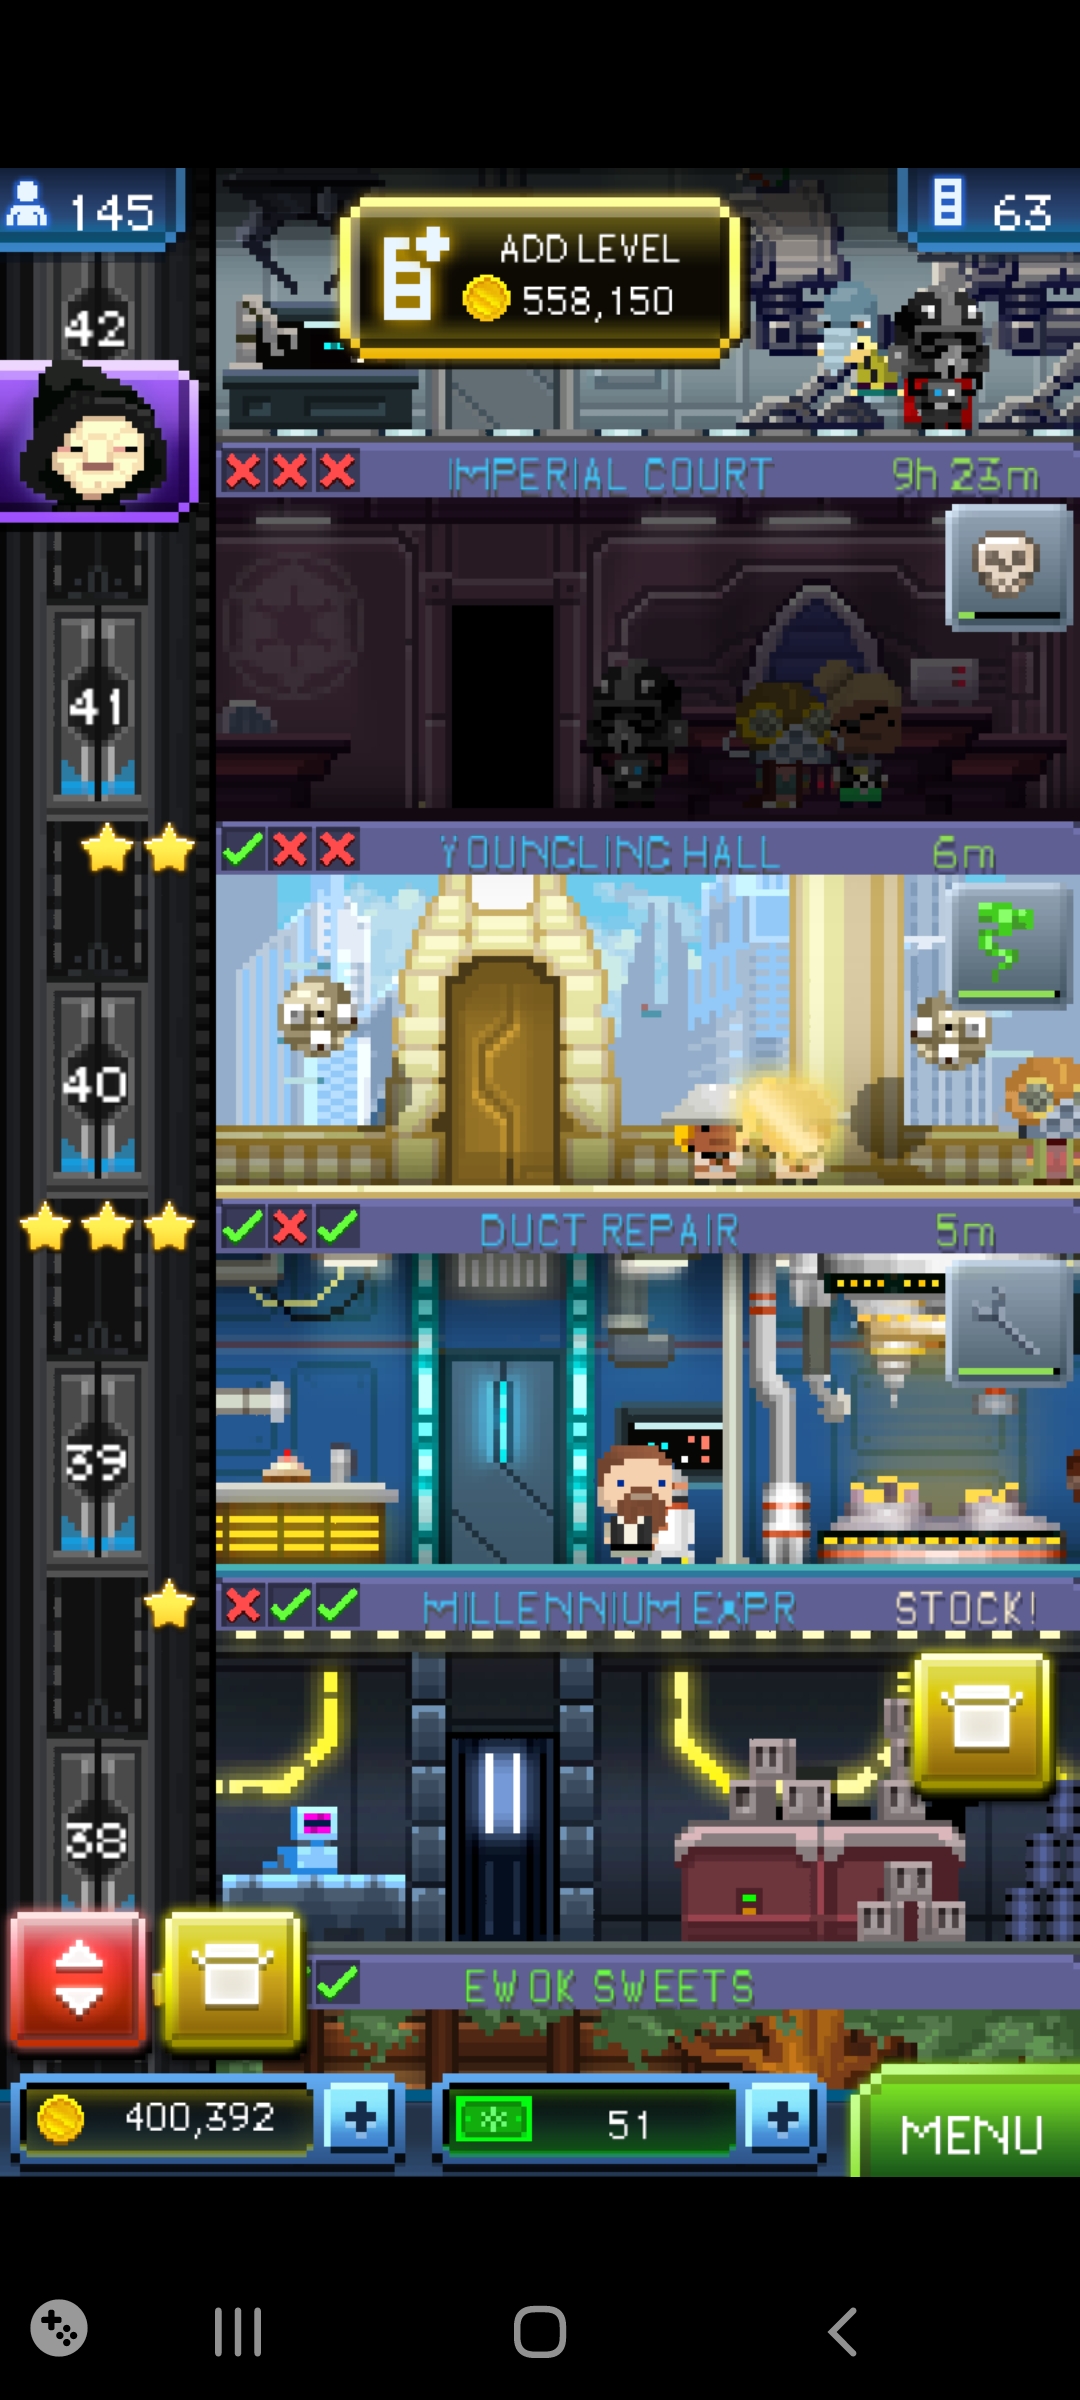 145
ADD LEVEL
558,150
63
42
IMPERIAL COURT
9h 23m
41
YOUNGLING HALL
6m
40
DUCT REPAIR
5m
39
MILLENNIUM EXPR
STOCK!
38
EWOK SWEETS
400,392
51
MENU